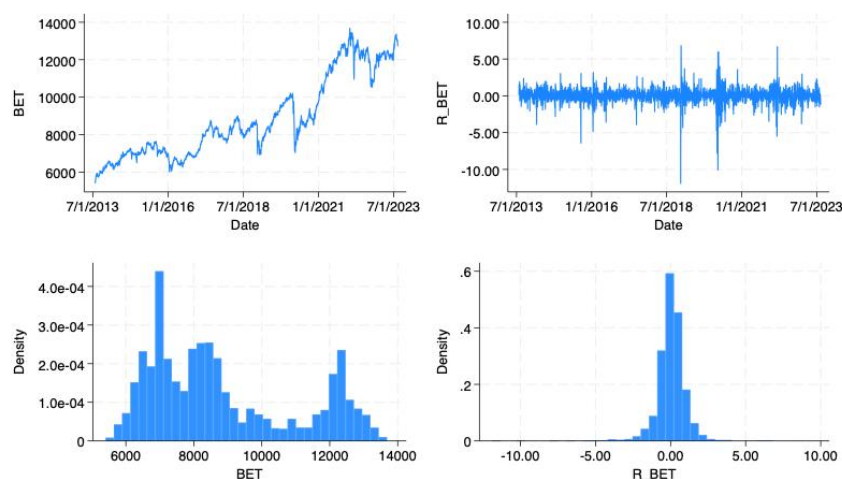 14000
12000
10000
8000
6000
BET
7/1/2013 1/1/2016 7/1/2018 1/1/2021 7/1/2023
Date
10.00
5.00
0.00
-5.00
-10.00
R_BET
7/1/2013 1/1/2016 7/1/2018 1/1/2021 7/1/2023
Date
4.0e-04
3.0e-04
2.0e-04
1.0e-04
0
Density
6000 8000 10000 12000 14000
BET
.6
.4
.2
0
Density
-10.00 -5.00 0.00 5.00 10.00
R_BET